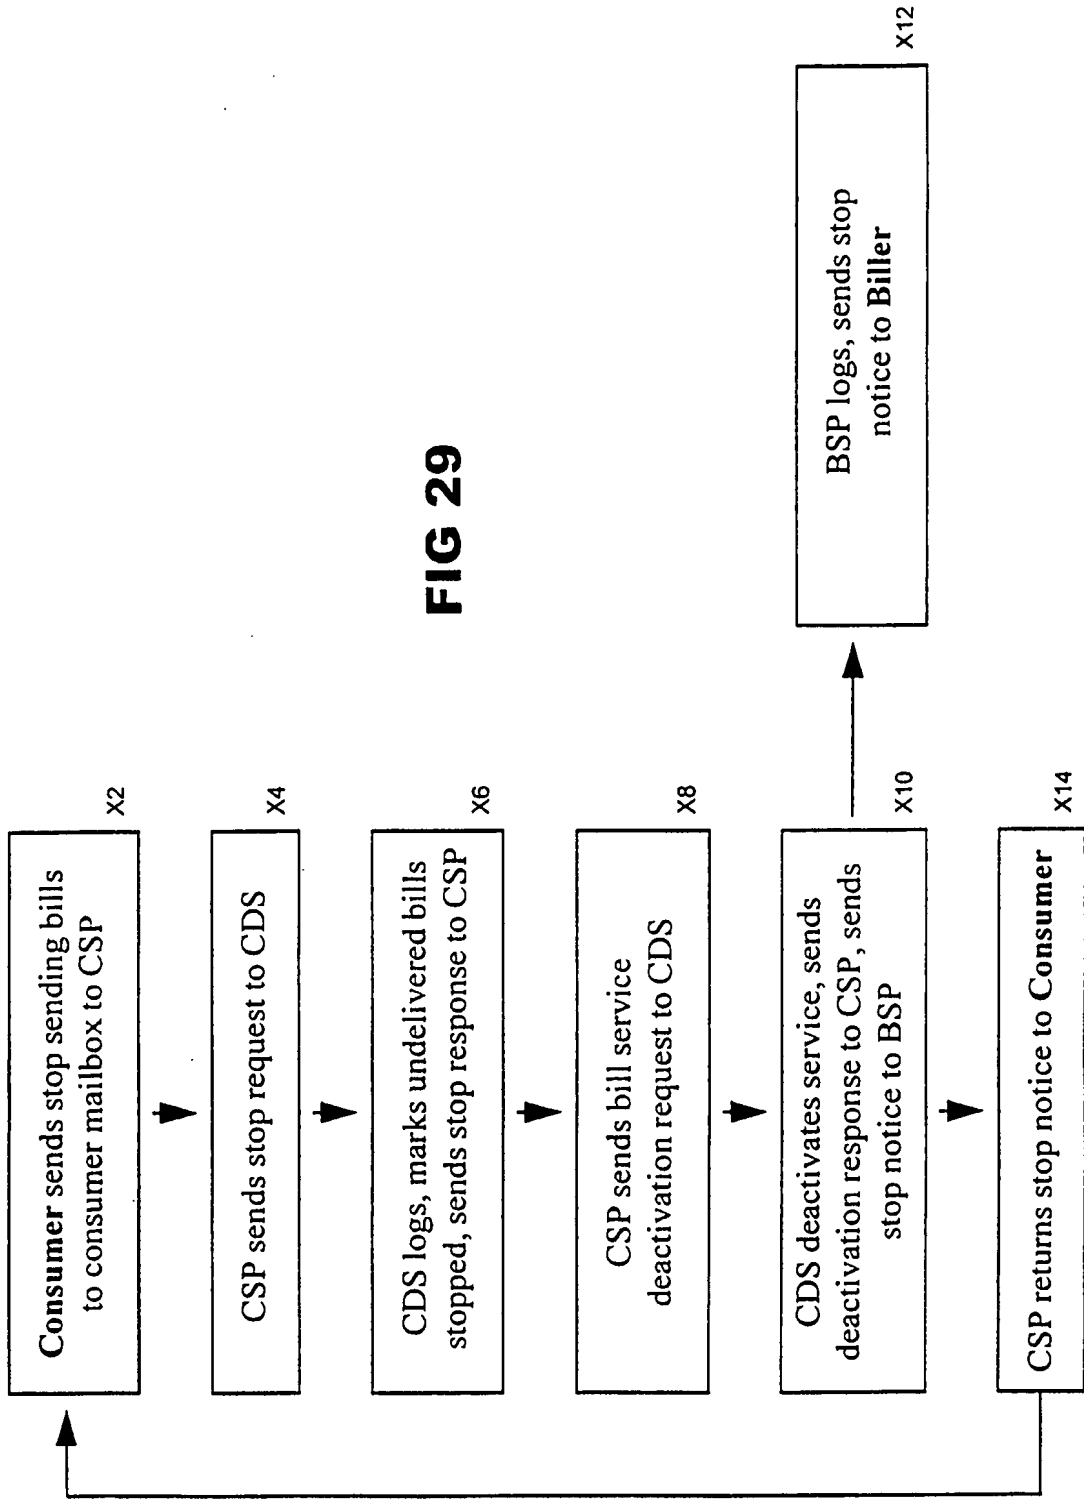 Consumer sends stop sending bills
to consumer mailbox to CSP
X2
CSP sends stop request to CDS
X4
CDS logs, marks undelivered bills
stopped, sends stop response to CSP
X6
CSP sends bill service
deactivation request to CDS
X8
CDS deactivates service, sends
deactivation response to CSP, sends
stop notice to BSP
X10
BSP logs, sends stop
notice to Biller
X12
CSP returns stop notice to Consumer
X14
FIG 29